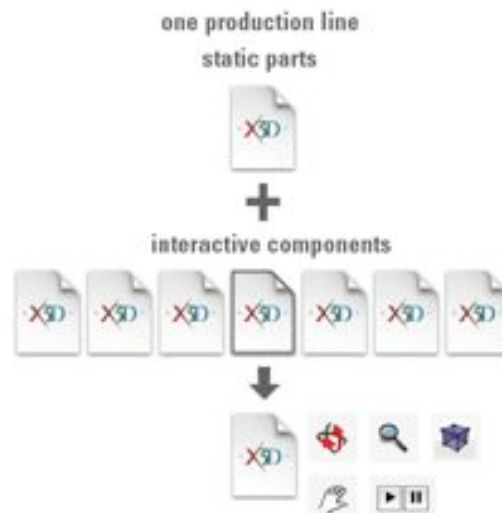 one production line
static parts
X3D
+
interactive components
X3D X3D X3D X3D X3D X3D X3D
X3D